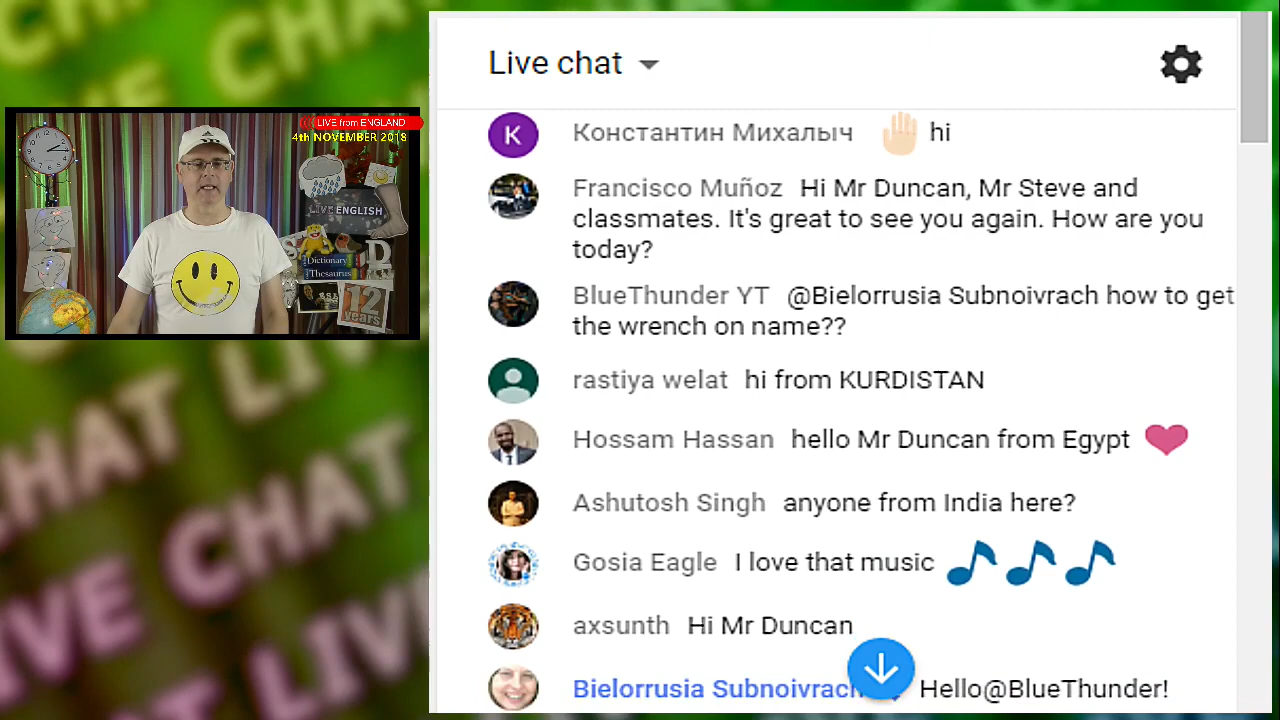 LIVE from ENGLAND
4th NOVEMBER 2018
LIVE ENGLISH
S
D
Dictionary
Thesaurus
12
years
LIVE CHAT
CHAT LIVE
LIVE CHAT
Live chat
K
Константин Михалыч hi
Francisco Muñoz Hi Mr Duncan, Mr Steve and
classmates. It's great to see you again. How are you
today?
BlueThunder YT @Bielorrusia Subnoivrach how to get
the wrench on name??
rastiya welat hi from KURDISTAN
Hossam Hassan hello Mr Duncan from Egypt
Ashutosh Singh anyone from India here?
Gosia Eagle I love that music
axsunth Hi Mr Duncan
Bielorrusia Subnoivrach Hello@BlueThunder!